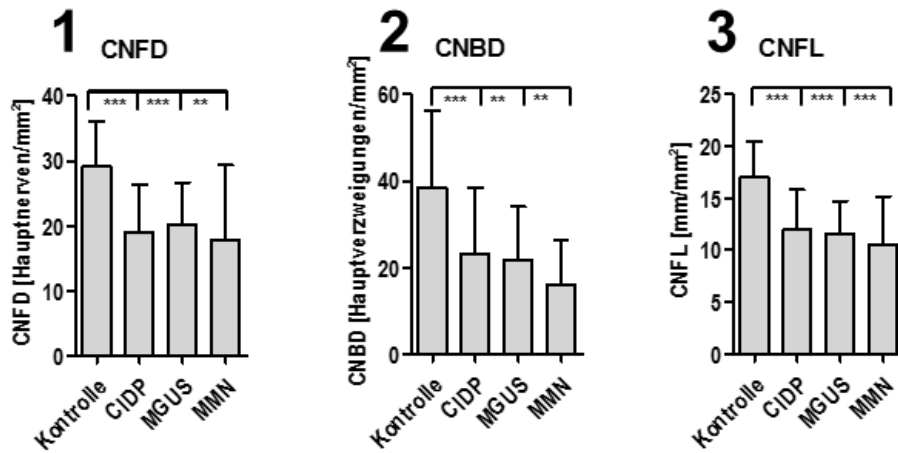 1 CNFD
*** *** **
CNFD [Hauptnerven/mm²]
40
30
20
10
0
Kontrolle
CIDP
MGUS
MMN
2 CNBD
*** ** **
CNBD [Hauptverzweigungen/mm²]
60
40
20
0
Kontrolle
CIDP
MGUS
MMN
3 CNFL
*** *** ***
CNFL [mm/mm²]
25
20
15
10
5
0
Kontrolle
CIDP
MGUS
MMN